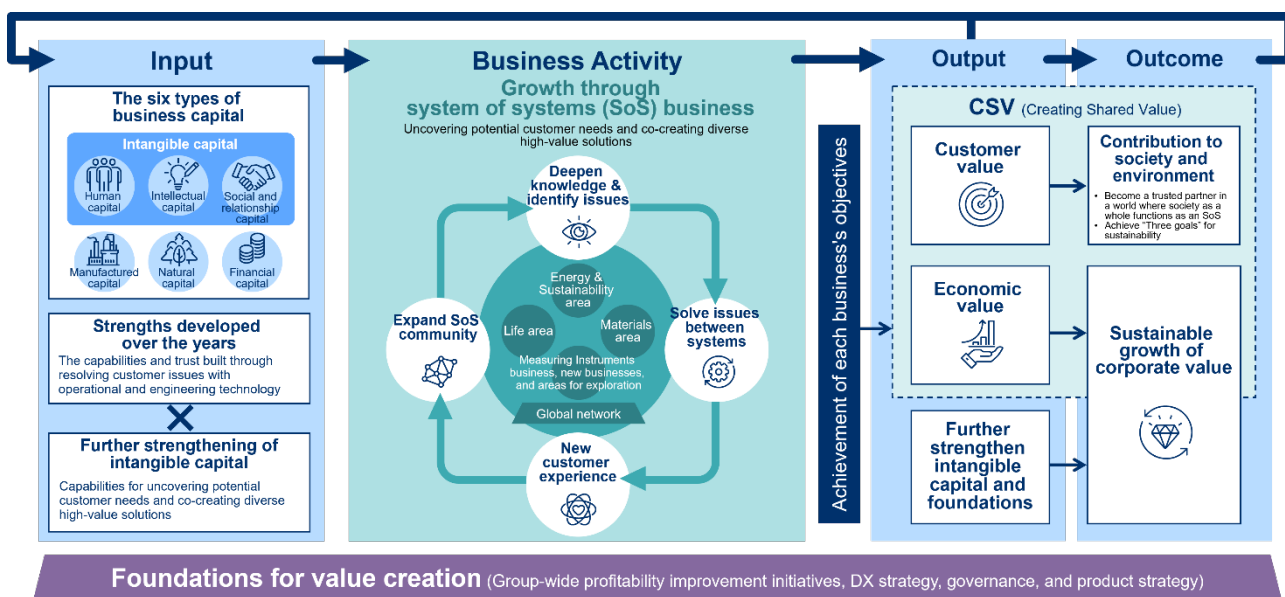 Input
The six types of
business capital
Intangible capital
Human
capital
Intellectual
capital
Social and
relationship
capital
Manufactured
capital
Natural
capital
Financial
capital
Strengths developed
over the years
The capabilities and trust built through
resolving customer issues with
operational and engineering technology
×
Further strengthening of
intangible capital
Capabilities for uncovering potential
customer needs and co-creating diverse
high-value solutions
Business Activity
Growth through
system of systems (SoS) business
Uncovering potential customer needs and co-creating diverse
high-value solutions
Deepen
knowledge &
identify issues
Solve issues
between
systems
New
customer
experience
Expand SoS
community
Energy &
Sustainability
area
Life area
Materials
area
Measuring Instruments
business, new businesses,
and areas for exploration
Global network
Achievement of each business's objectives
Output
Outcome
CSV (Creating Shared Value)
Customer
value
Contribution to
society and
environment
• Become a trusted partner in
a world where society as a
whole functions as an SoS
• Achieve "Three goals" for
sustainability
Economic
value
Sustainable
growth of
corporate value
Further
strengthen
intangible
capital and
foundations
Foundations for value creation (Group-wide profitability improvement initiatives, DX strategy, governance, and product strategy)